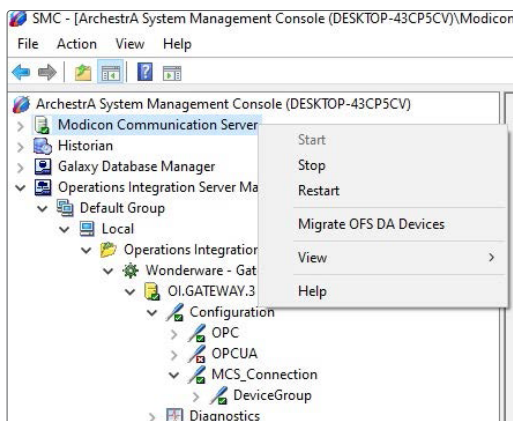 SMC - [ArchestrA System Management Console (DESKTOP-43CP5CV)\Modicon
File Action View Help
ArchestrA System Management Console (DESKTOP-43CP5CV)
Modicon Communication Server
Historian
Galaxy Database Manager
Operations Integration Server Ma
Default Group
Local
Operations Integration
Wonderware - Gat
OI.GATEWAY.3
Configuration
OPC
OPCUA
MCS_Connection
DeviceGroup
Diagnostics
Start
Stop
Restart
Migrate OFS DA Devices
View
Help